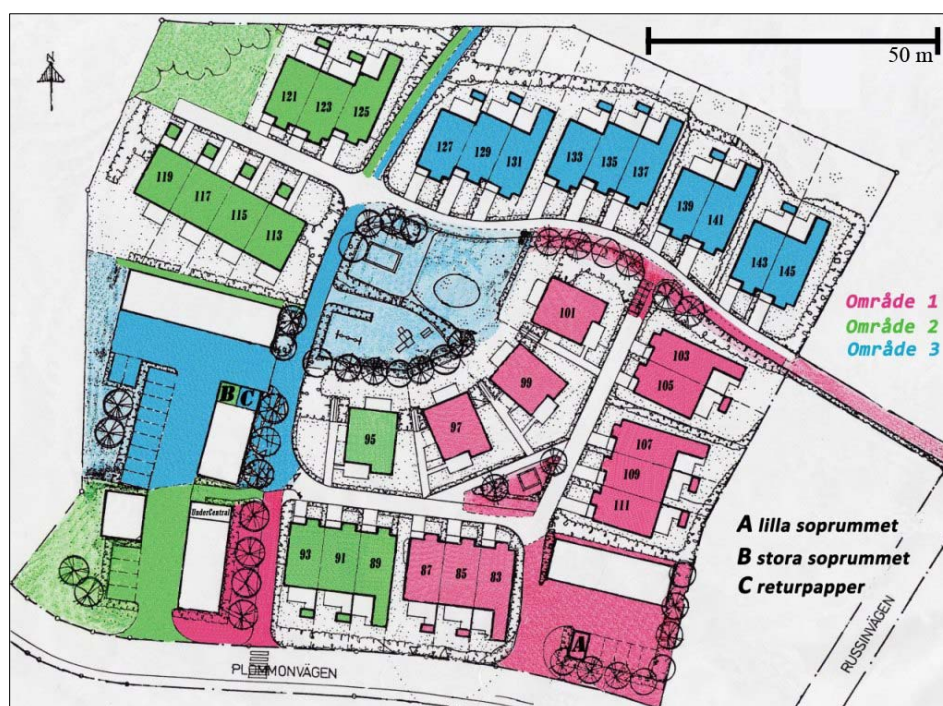 N
50 m
121
123
125
127
129
131
133
135
137
119
117
115
113
139
141
143
145
101
Område 1
Område 2
Område 3
103
105
99
B
C
95
97
107
109
111
UnderCentral
A lilla soprummet
B stora soprummet
C returpapper
93
91
89
87
85
83
A
PLOMMONVÄGEN
RUSSINVÄGEN